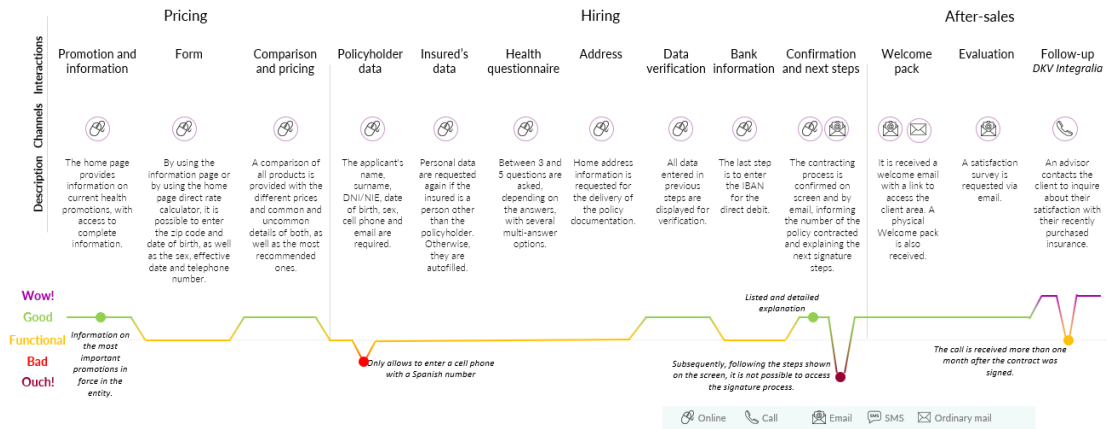 Pricing
Hiring
After-sales
Interactions
Promotion and
information
Form
Comparison
and pricing
Policyholder
data
Insured's
data
Health
questionnaire
Address
Data
verification
Bank
information
Confirmation
and next steps
Welcome
pack
Evaluation
Follow-up
DKV Integralia
Channels
Description
The home page
provides
information on
current health
promotions, with
access to
complete
information.
By using the
information page or
by using the home
page direct rate
calculator, it is
possible to enter
the zip code and
date of birth, as well
as the sex, effective
date and telephone
number.
A comparison of
all products is
provided with the
different prices
and common and
uncommon
details of both, as
well as the most
recommended
ones.
The applicant's
name,
surname,
DNI/NIE, date
of birth, sex,
cell phone and
email are
required.
Personal data
are requested
again if the
insured is a
person other
than the
policyholder.
Otherwise,
they are
autofilled.
Between 3 and
5 questions are
asked,
depending on
the answers,
with several
multi-answer
options.
Home address
information is
requested for
the delivery of
the policy
documentation.
All data
entered in
previous
steps are
displayed for
verification.
The last step
is to enter
the IBAN
for the
direct debit.
The contracting
process is
confirmed on
screen and by
email, informing
the number of
the policy
contracted and
explaining the
next signature
steps.
It is received a
welcome email
with a link to
access the
client area. A
physical
Welcome pack
is also
received.
A satisfaction
survey is
requested via
email.
An advisor
contacts the
client to inquire
about their
satisfaction with
their recently
purchased
insurance.
Wow!
Good
Functional
Bad
Ouch!
Information on
the most
important
promotions in
force in the
entity.
Only allows to enter a cell phone
with a Spanish number
Listed and detailed
explanation
Subsequently, following the steps shown
on the screen, it is not possible to access
the signature process.
The call is received more than one
month after the contract was
signed.
Online
Call
Email
SMS
SMS
Ordinary mail